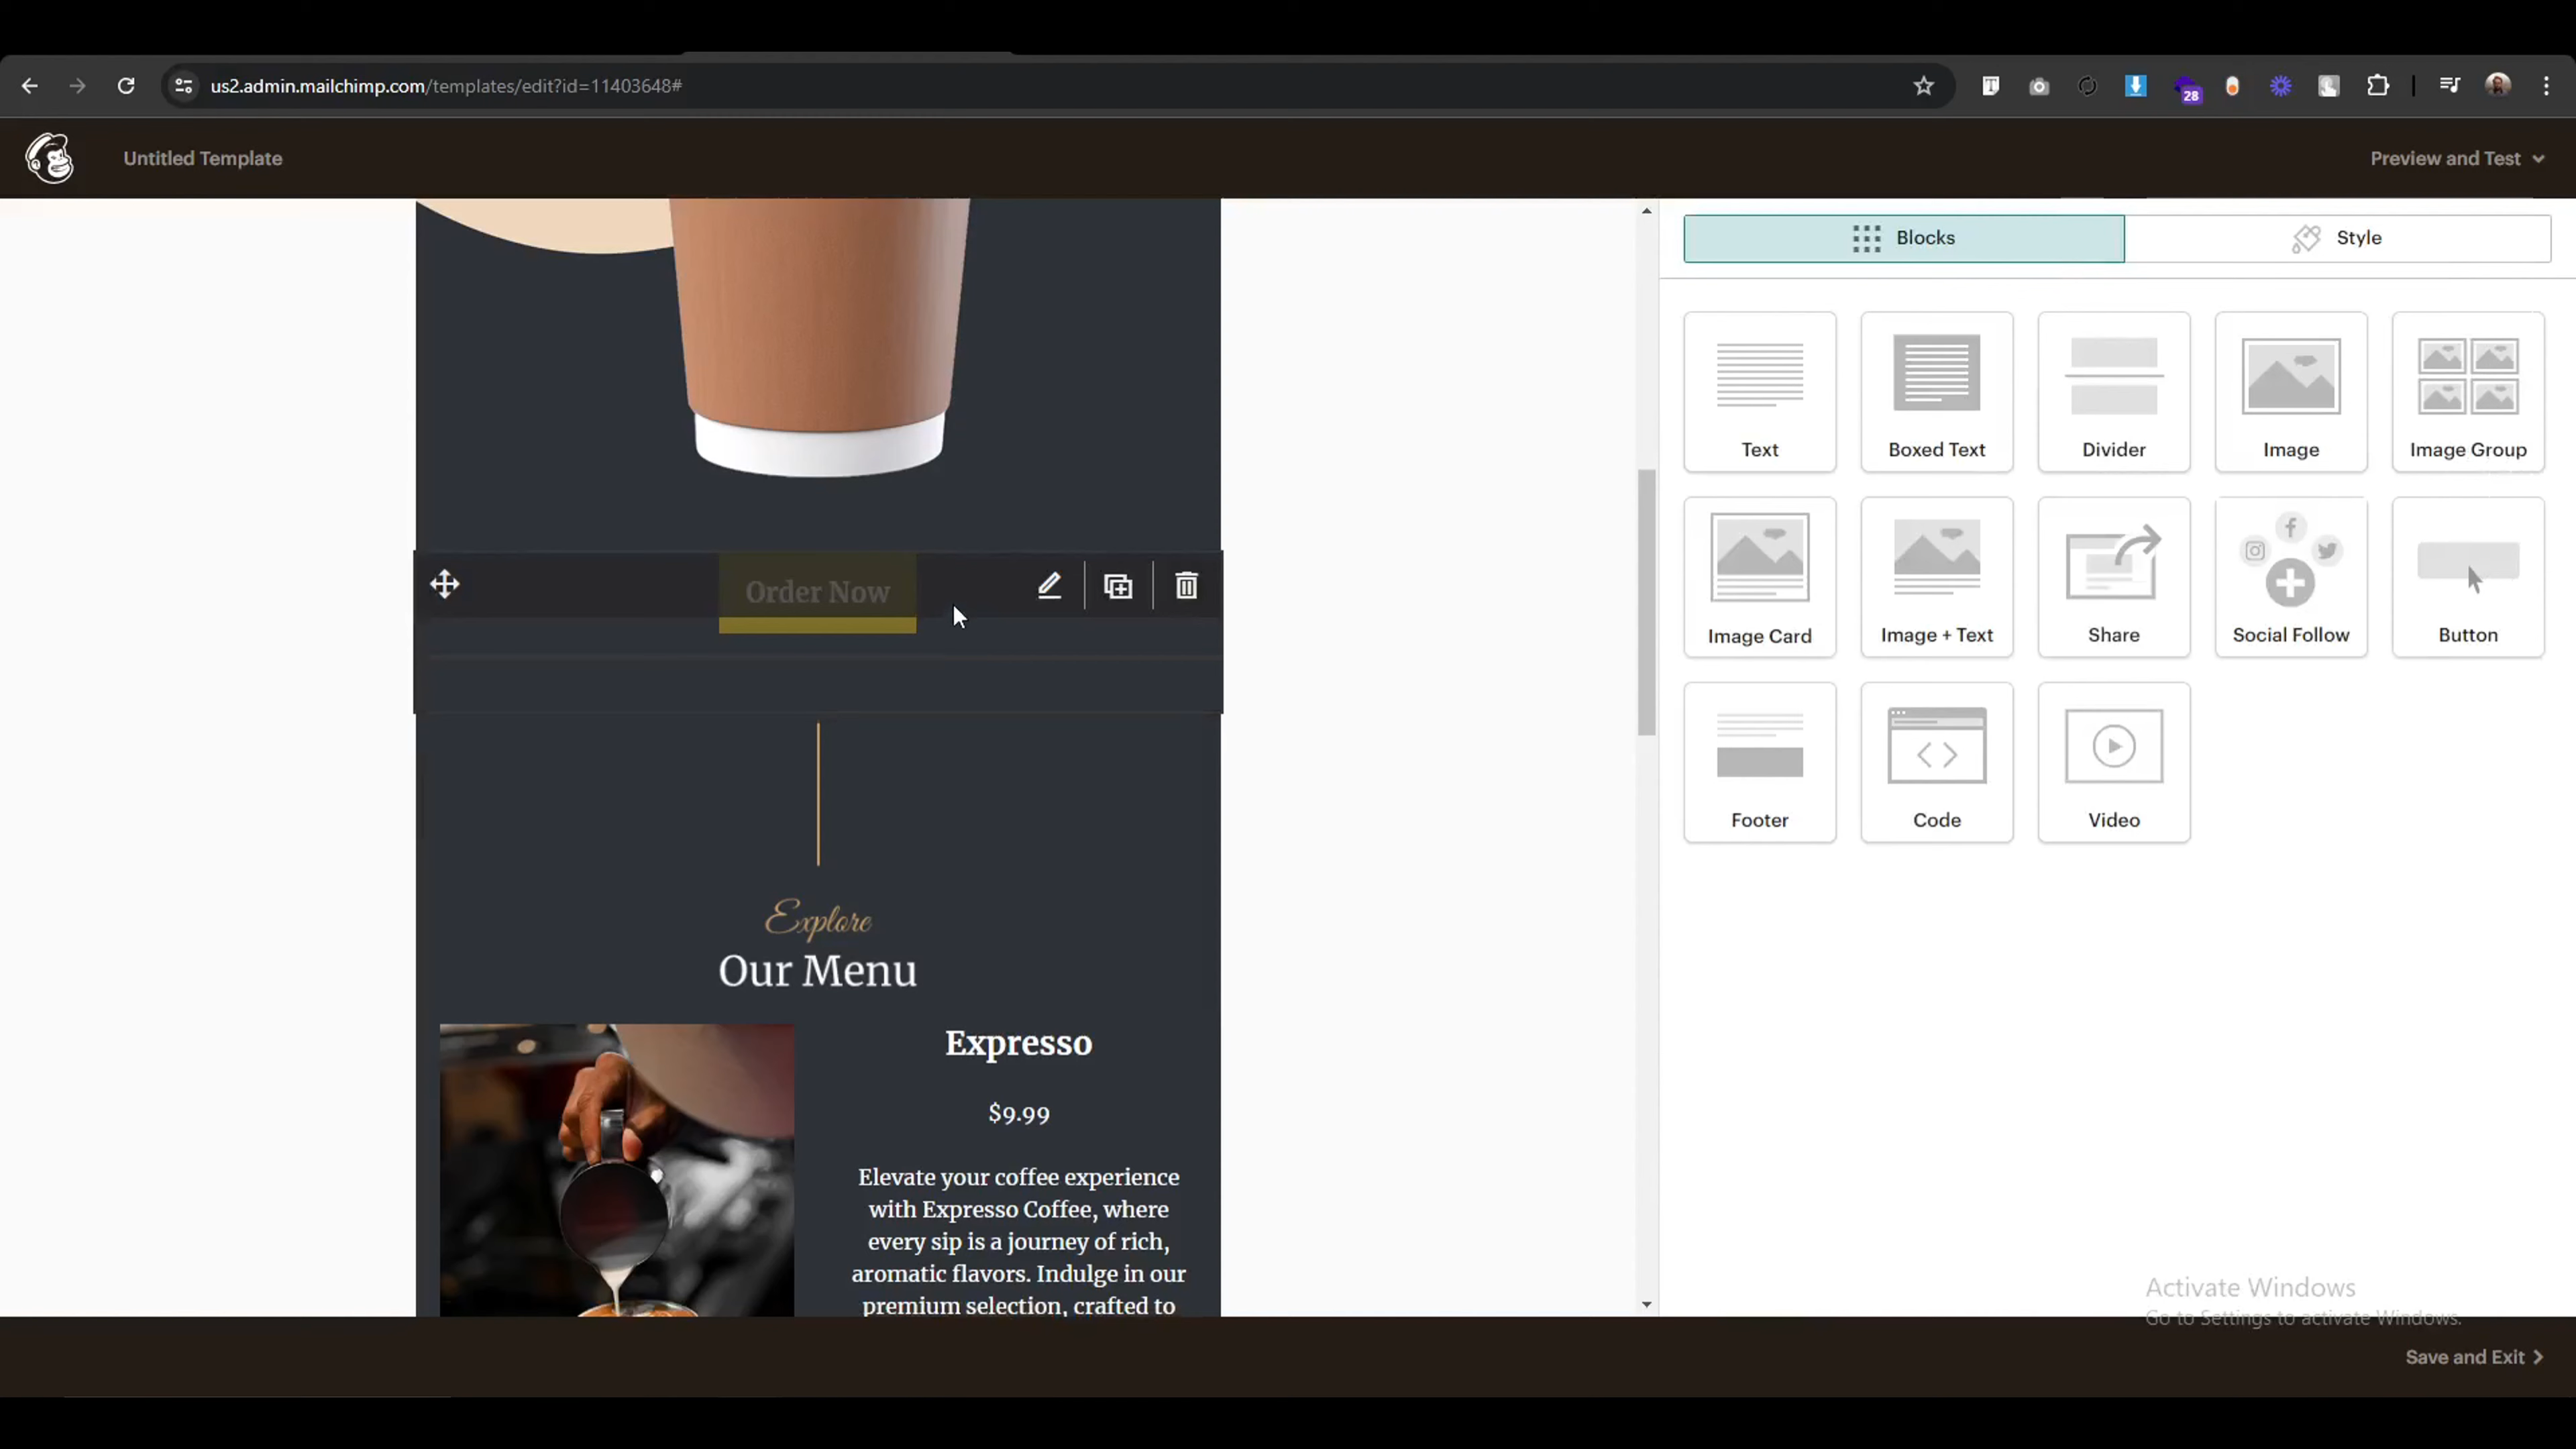 us2.admin.mailchimp.com/templates/edit?id=11403648#
28
Untitled Template
Preview and Test
Blocks
Style
Text
Boxed Text
Divider
Image
Image Group
Order Now
Image Card
Image + Text
Share
Social Follow
Button
Footer
Code
Video
Explore
Our Menu
Expresso
$9.99
Elevate your coffee experience
with Expresso Coffee, where
every sip is a journey of rich,
aromatic flavors. Indulge in our
premium selection, crafted to
Activate Windows
Go to Settings to activate Windows.
Save and Exit